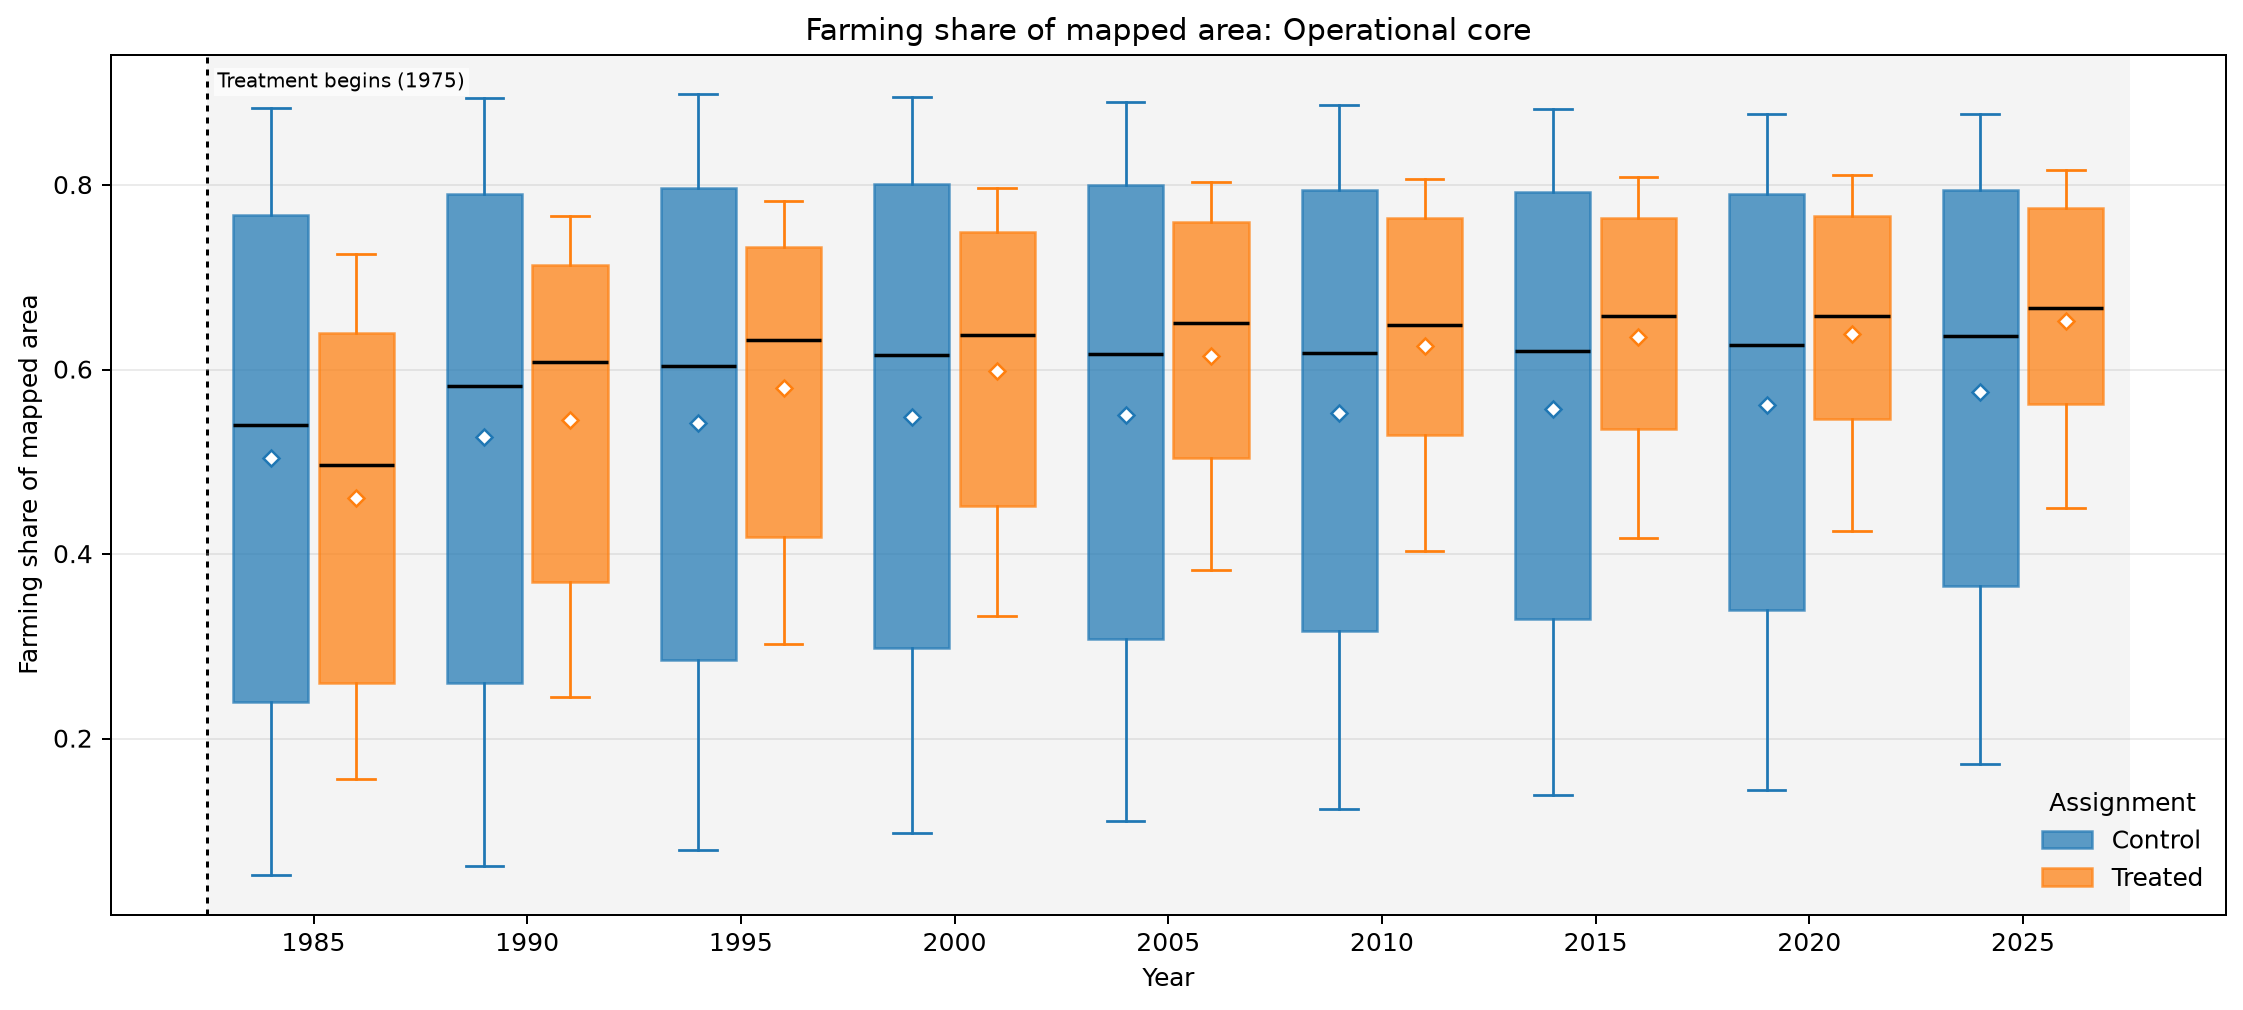 Farming share of mapped area: Operational core
Treatment begins (1975)
Farming share of mapped area
0.8
0.6
0.4
0.2
Assignment
Control
Treated
1985 1990 1995 2000 2005 2010 2015 2020 2025
Year